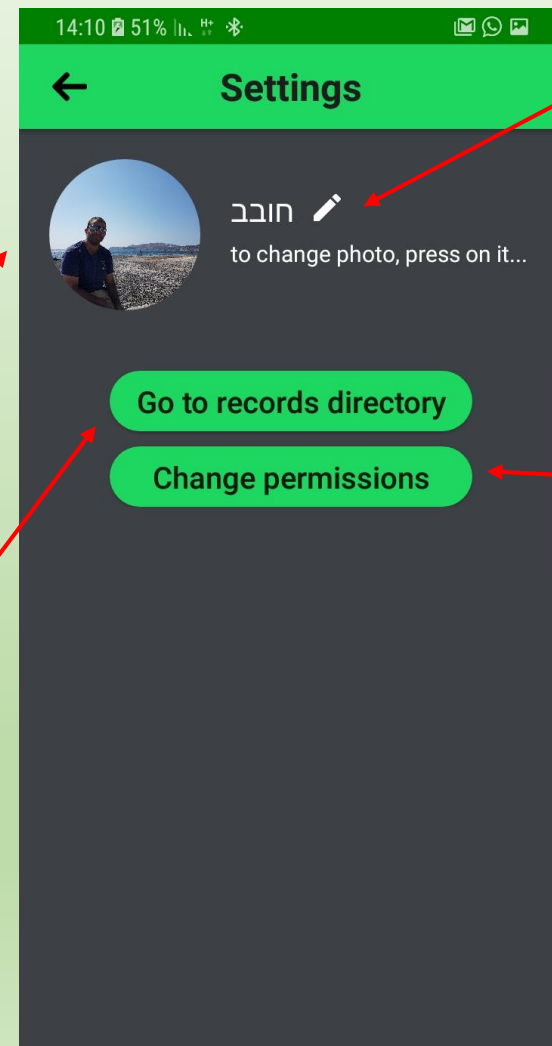 14:10 51% H+
Settings
חובב
to change photo, press on it...
Go to records directory
Change permissions